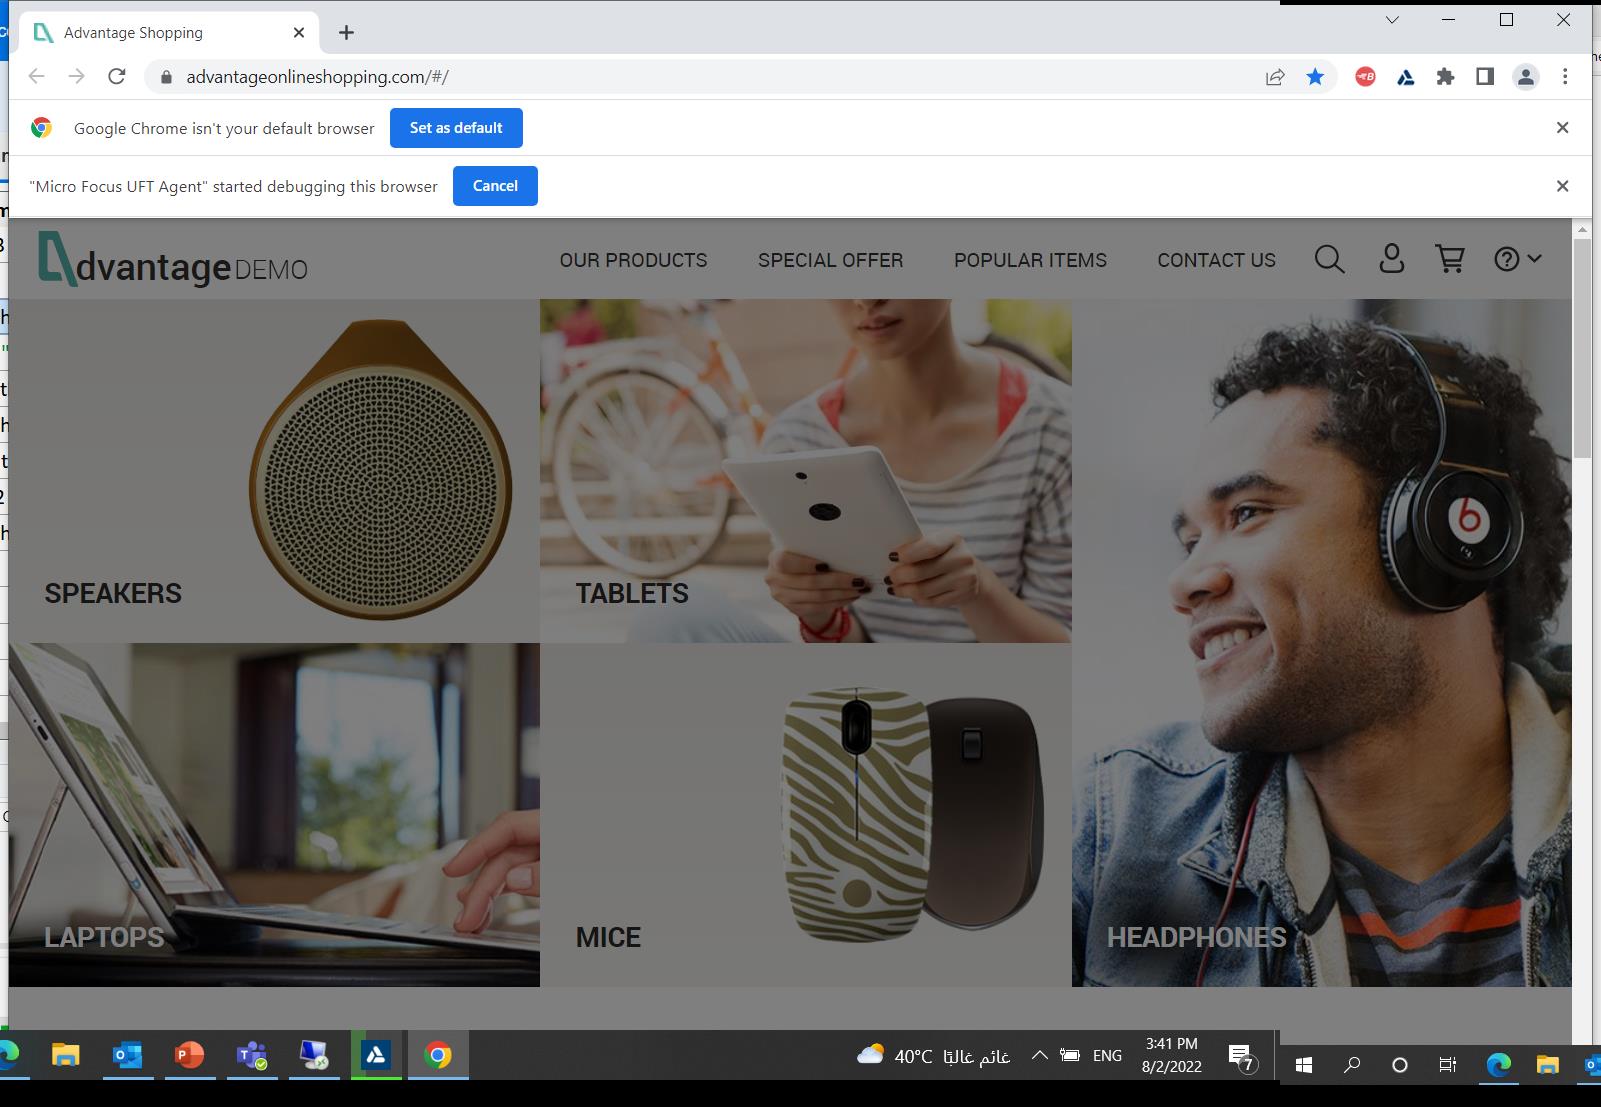 Advantage Shopping
advantageonlineshopping.com/#/
Google Chrome isn't your default browser
Set as default
"Micro Focus UFT Agent" started debugging this browser
Cancel
dvantage DEMO
OUR PRODUCTS
SPECIAL OFFER
POPULAR ITEMS
CONTACT US
SPEAKERS
TABLETS
LAPTOPS
MICE
HEADPHONES
40°C غائم غالبًا
ENG
3:41 PM
8/2/2022
7